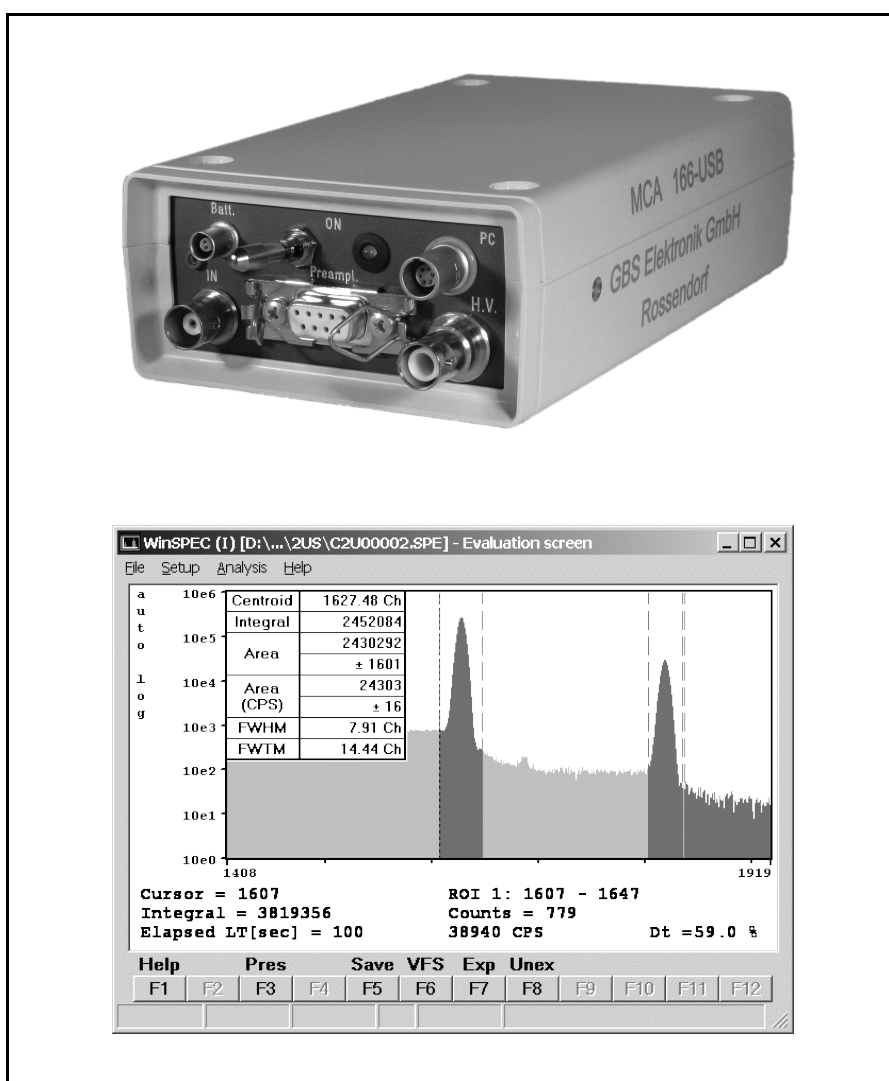 Batt.
ON
PC
IN
Preampl.
H.V.
MCA 166-USB
GBS Elektronik GmbH
Rossendorf
WinSPEC (I) [D:\...\2US\C2U00002.SPE] - Evaluation screen
File Setup Analysis Help
auto log
10e6
10e5
10e4
10e3
10e2
10e1
10e0
Centroid 1627.48 Ch
Integral 2452084
Area 2430292
± 1601
Area (CPS) 24303
± 16
FWHM 7.91 Ch
FWTM 14.44 Ch
1408 1919
Cursor = 1607 ROI 1: 1607 - 1647
Integral = 3819356 Counts = 779
Elapsed LT[sec] = 100 38940 CPS Dt =59.0 %
Help Pres Save VFS Exp Unex
F1 F2 F3 F4 F5 F6 F7 F8 F9 F10 F11 F12